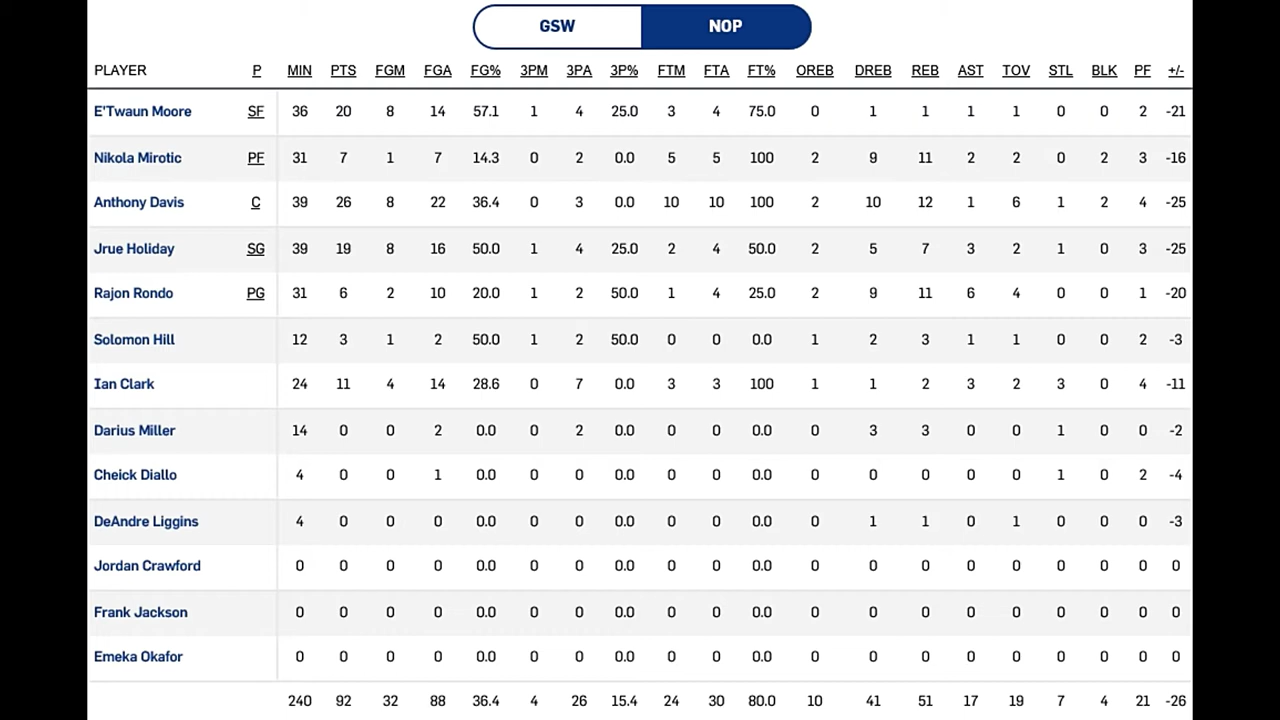 GSW NOP
PLAYER P MIN PTS FGM FGA FG% 3PM 3PA 3P% FTM FTA FT% OREB DREB REB AST TOV STL BLK PF +/-
E'Twaun Moore SF 36 20 8 14 57.1 1 4 25.0 3 4 75.0 0 1 1 1 1 0 0 2 -21
Nikola Mirotic PF 31 7 1 7 14.3 0 2 0.0 5 5 100 2 9 11 2 2 0 2 3 -16
Anthony Davis C 39 26 8 22 36.4 0 3 0.0 10 10 100 2 10 12 1 6 1 2 4 -25
Jrue Holiday SG 39 19 8 16 50.0 1 4 25.0 2 4 50.0 2 5 7 3 2 1 0 3 -25
Rajon Rondo PG 31 6 2 10 20.0 1 2 50.0 1 4 25.0 2 9 11 6 4 0 0 1 -20
Solomon Hill 12 3 1 2 50.0 1 2 50.0 0 0 0.0 1 2 3 1 1 0 0 2 -3
Ian Clark 24 11 4 14 28.6 0 7 0.0 3 3 100 1 1 2 3 2 3 0 4 -11
Darius Miller 14 0 0 2 0.0 0 2 0.0 0 0 0.0 0 3 3 0 0 1 0 0 -2
Cheick Diallo 4 0 0 1 0.0 0 0 0.0 0 0 0.0 0 0 0 0 0 1 0 2 -4
DeAndre Liggins 4 0 0 0 0.0 0 0 0.0 0 0 0.0 0 1 1 0 1 0 0 0 -3
Jordan Crawford 0 0 0 0 0.0 0 0 0.0 0 0 0.0 0 0 0 0 0 0 0 0 0
Frank Jackson 0 0 0 0 0.0 0 0 0.0 0 0 0.0 0 0 0 0 0 0 0 0 0
Emeka Okafor 0 0 0 0 0.0 0 0 0.0 0 0 0.0 0 0 0 0 0 0 0 0 0
240 92 32 88 36.4 4 26 15.4 24 30 80.0 10 41 51 17 19 7 4 21 -26